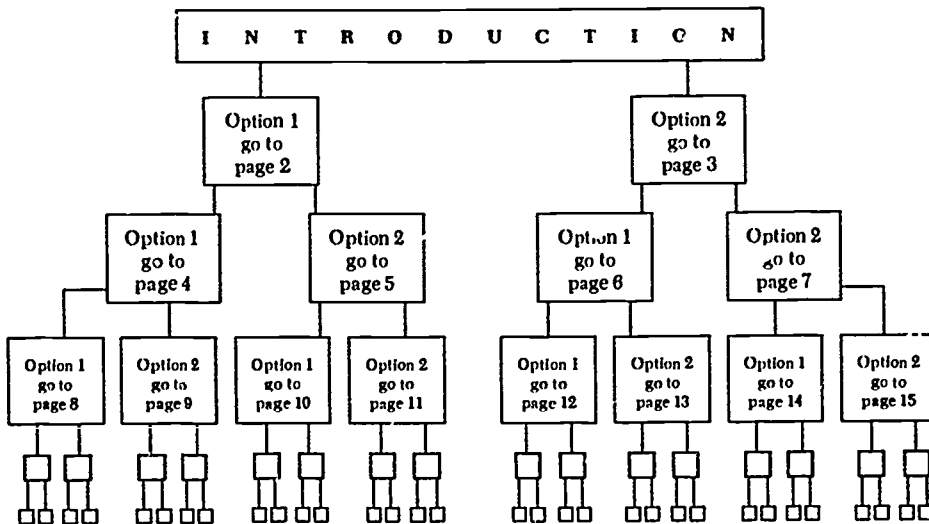 I N T R O D U C T I O N
Option 1
go to
page 2
Option 2
go to
page 3
Option 1
go to
page 4
Option 2
go to
page 5
Option 1
go to
page 6
Option 2
go to
page 7
Option 1
go to
page 8
Option 2
go to
page 9
Option 1
go to
page 10
Option 2
go to
page 11
Option 1
go to
page 12
Option 2
go to
page 13
Option 1
go to
page 14
Option 2
go to
page 15